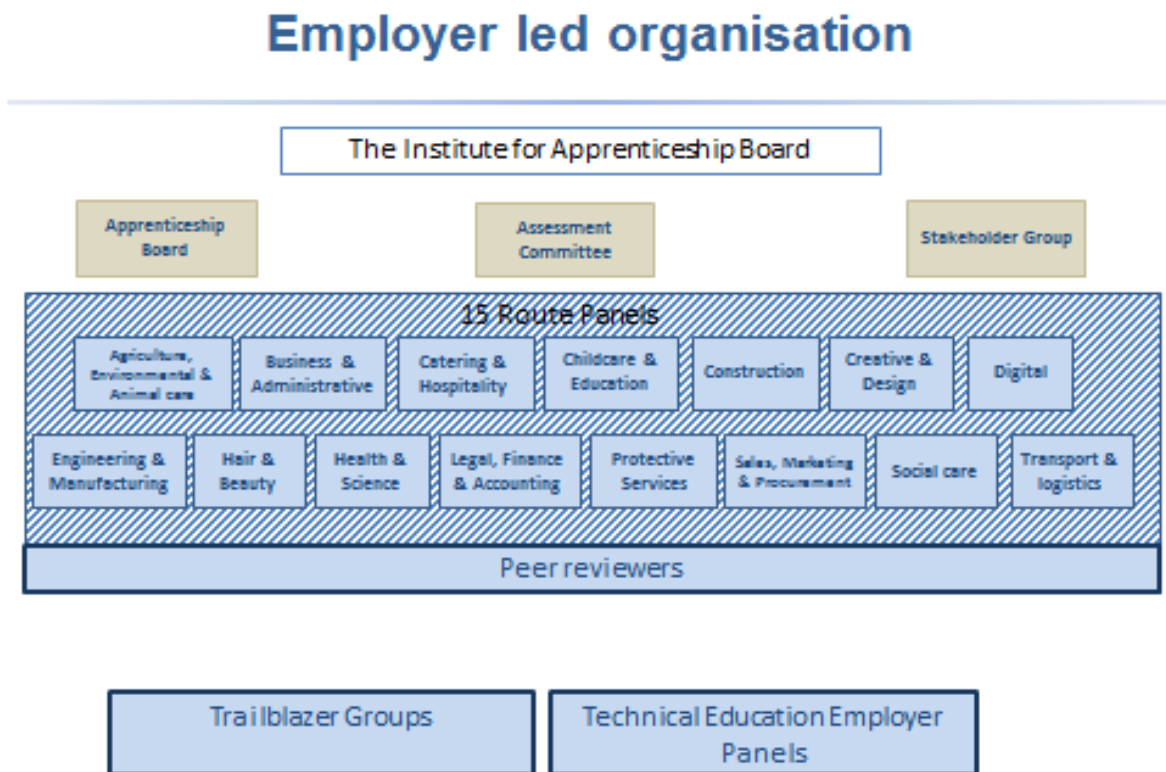 Employer led organisation
The Institute for Apprenticeship Board
Apprenticeship
Board
Assessment
Committee
Stakeholder Group
15 Route Panels
Agriculture,
Environmental &
Animal care
Business &
Administrative
Catering &
Hospitality
Childcare &
Education
Construction
Creative &
Design
Digital
Engineering &
Manufacturing
Hair &
Beauty
Health &
Science
Legal, Finance
& Accounting
Protective
Services
Sales, Marketing
& Procurement
Social care
Transport &
logistics
Peer reviewers
Trailblazer Groups
Technical Education Employer
Panels